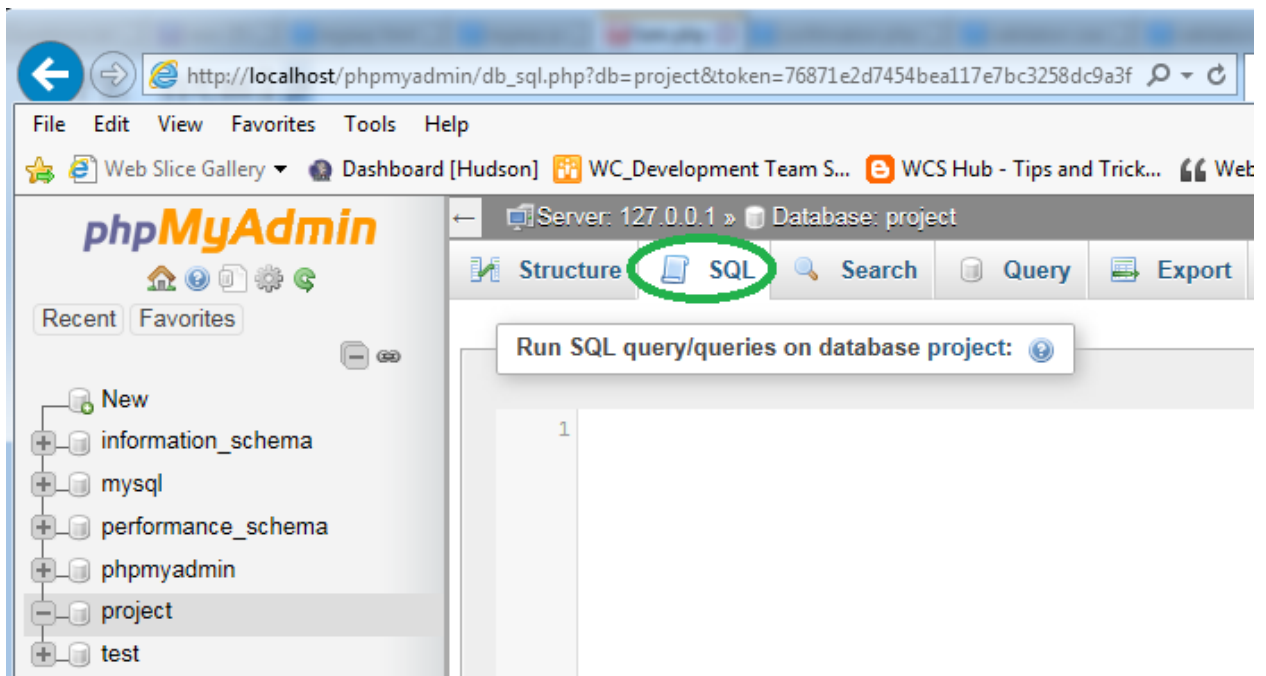 http://localhost/phpmyadmin/db_sql.php?db=project&token=76871e2d7454bea117e7bc3258dc9a3f
File Edit View Favorites Tools Help
Web Slice Gallery Dashboard [Hudson] WC_Development Team S... WCS Hub - Tips and Trick... Web
phpMyAdmin
Recent Favorites
New
information_schema
mysql
performance_schema
phpmyadmin
project
test
Server: 127.0.0.1 » Database: project
Structure SQL Search Query Export
Run SQL query/queries on database project:
1